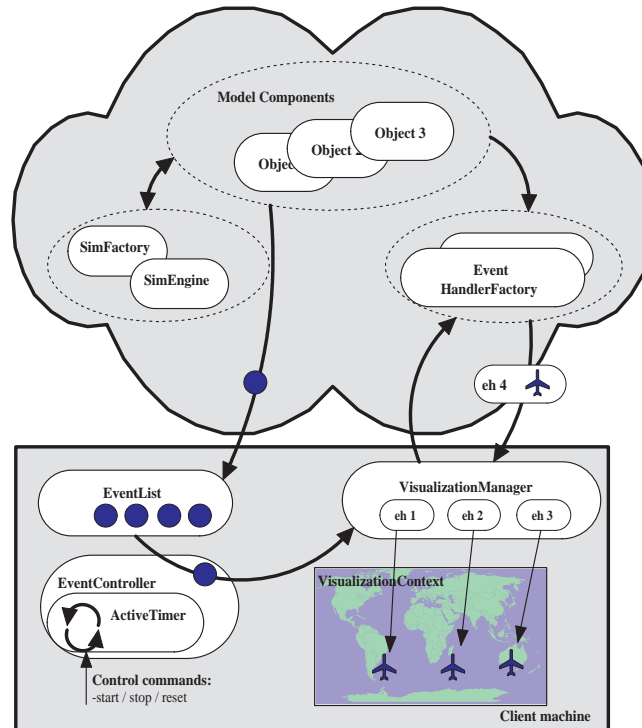 Model Components
Object 3
Object 2
Object
SimFactory
SimEngine
Event
HandlerFactory
eh 4
EventList
VisualizationManager
eh 1
eh 2
eh 3
EventController
ActiveTimer
VisualizationContext
Control commands:
-start / stop / reset
Client machine